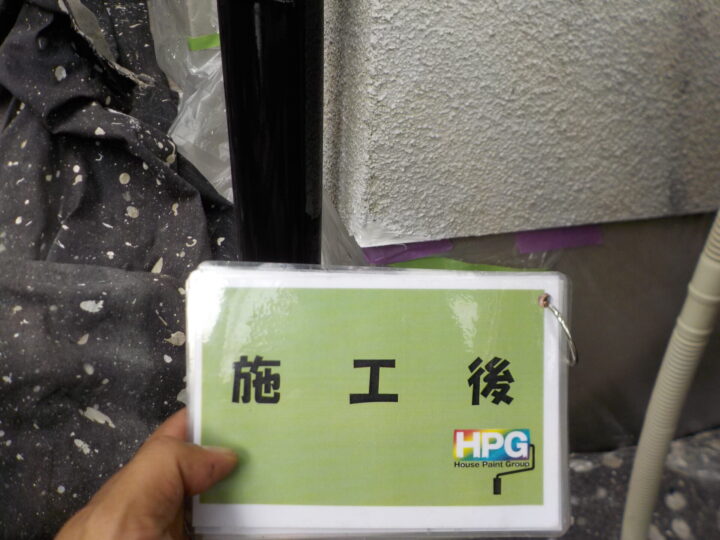 施工後
HPG
House Paint Group